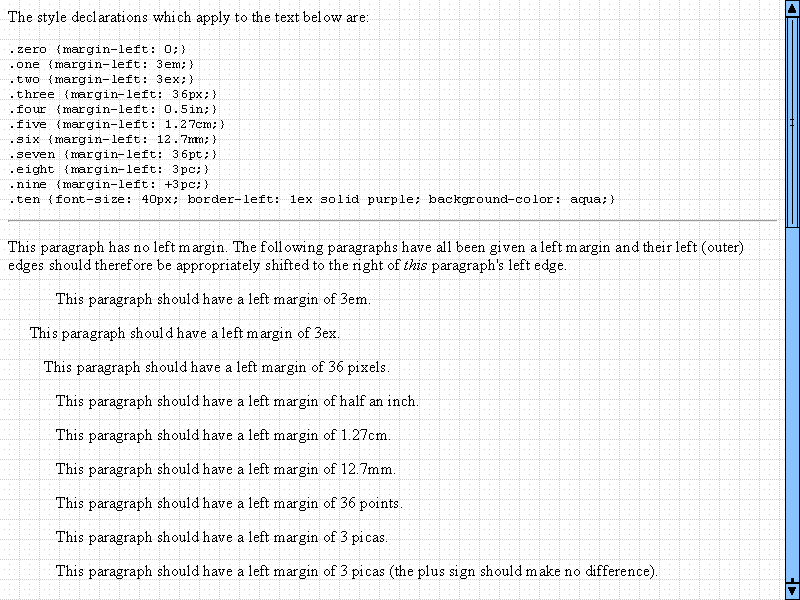 The style declarations which apply to the text below are:
.zero {margin-left: 0;}
.one {margin-left: 3em;}
.two {margin-left: 3ex;}
.three {margin-left: 36px;}
.four {margin-left: 0.5in;}
.five {margin-left: 1.27cm;}
.six {margin-left: 12.7mm;}
.seven {margin-left: 36pt;}
.eight {margin-left: 3pc;}
.nine {margin-left: +3pc;}
.ten {font-size: 40px; border-left: 1ex solid purple; background-color: aqua;}
This paragraph has no left margin. The following paragraphs have all been given a left margin and their left (outer)
edges should therefore be appropriately shifted to the right of this paragraph's left edge.
This paragraph should have a left margin of 3em.
This paragraph should have a left margin of 3ex.
This paragraph should have a left margin of 36 pixels.
This paragraph should have a left margin of half an inch.
This paragraph should have a left margin of 1.27cm.
This paragraph should have a left margin of 12.7mm.
This paragraph should have a left margin of 36 points.
This paragraph should have a left margin of 3 picas.
This paragraph should have a left margin of 3 picas (the plus sign should make no difference).